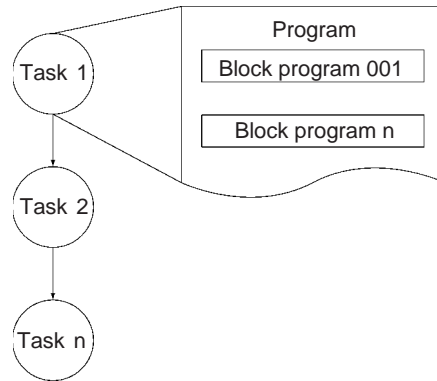 Program
Task 1
Block program 001
Block program n
Task 2
Task n